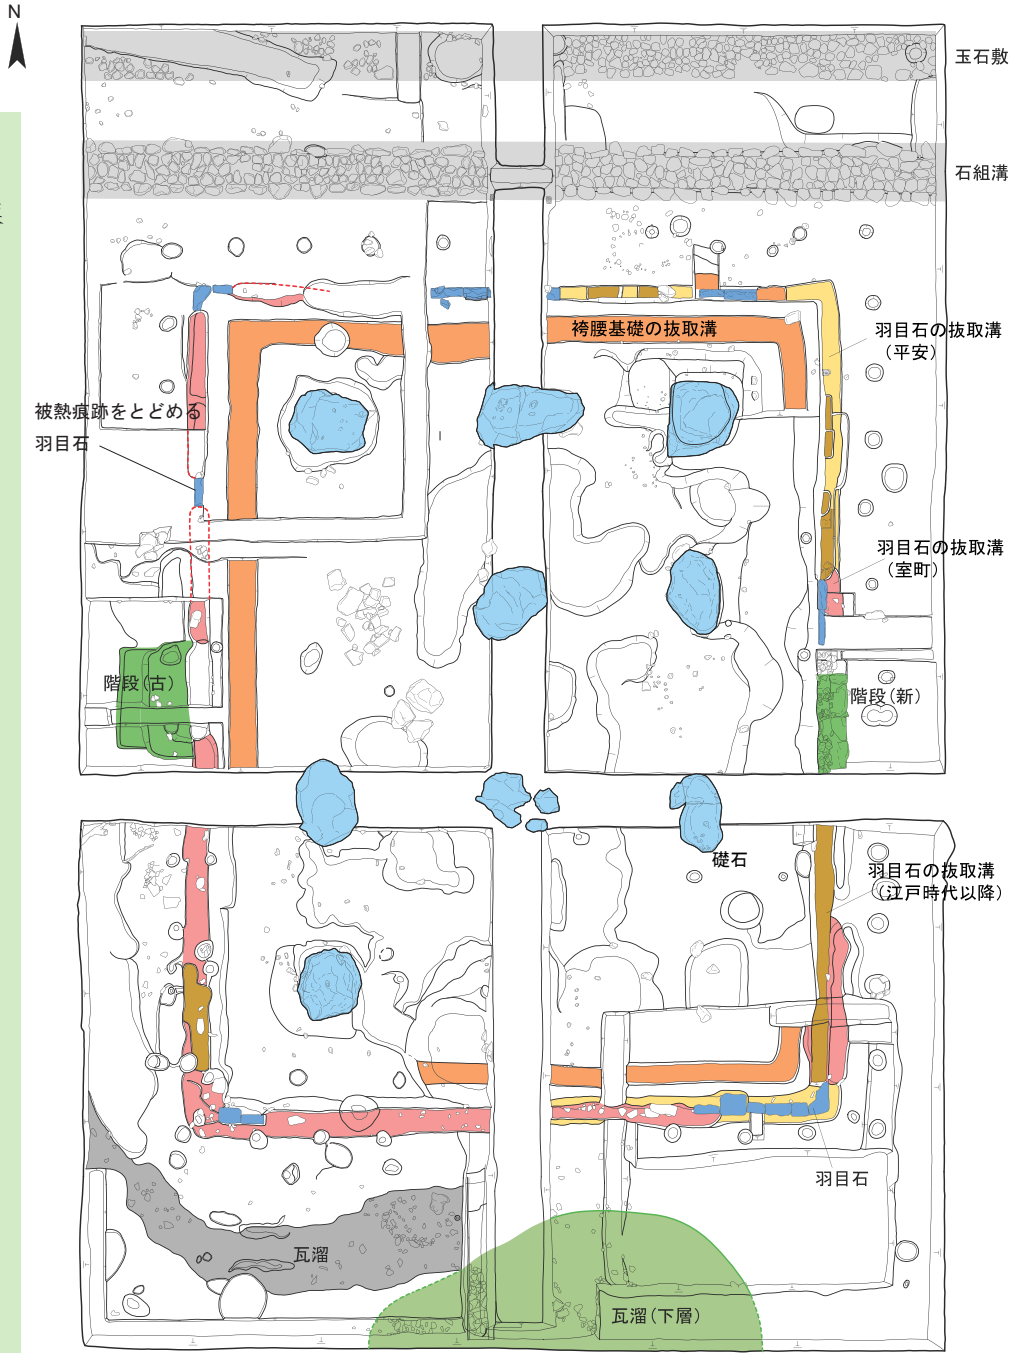 N
玉石敷
石組溝
袴腰基礎の抜取溝
羽目石の抜取溝
（平安）
被熱痕跡をとどめる
羽目石
羽目石の抜取溝
（室町）
階段（古）
階段（新）
礎石
羽目石の抜取溝
（江戸時代以降）
羽目石
瓦溜
瓦溜（下層）